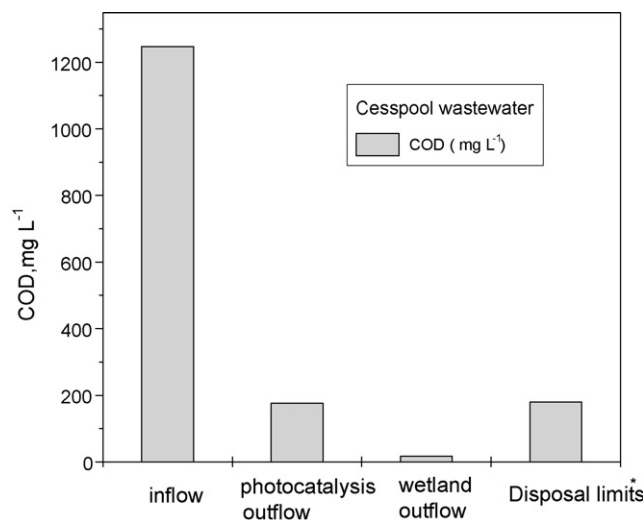 1200
1000
800
600
400
200
0
COD,mg L⁻¹
Cesspool wastewater
COD ( mg L⁻¹)
inflow
photocatalysis
outflow
wetland
outflow
Disposal limits*